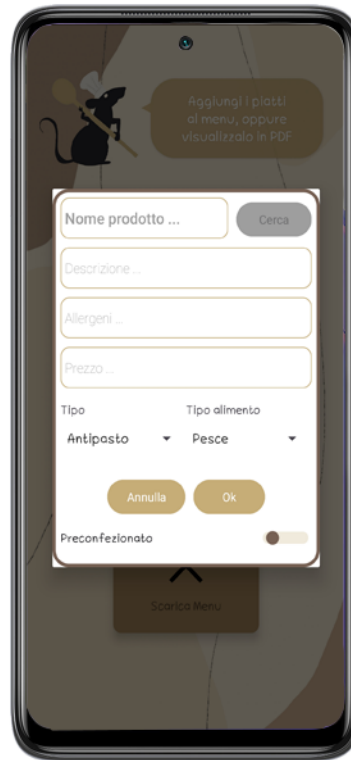 Aggiungi i piatti
al menu, oppure
visualizzalo in PDF
Nome prodotto ...
Cerca
Descrizione ...
Allergeni ...
Prezzo ...
Tipo
Tipo alimento
Antipasto
Pesce
Annulla
Ok
Preconfezionato
Scarica Menu